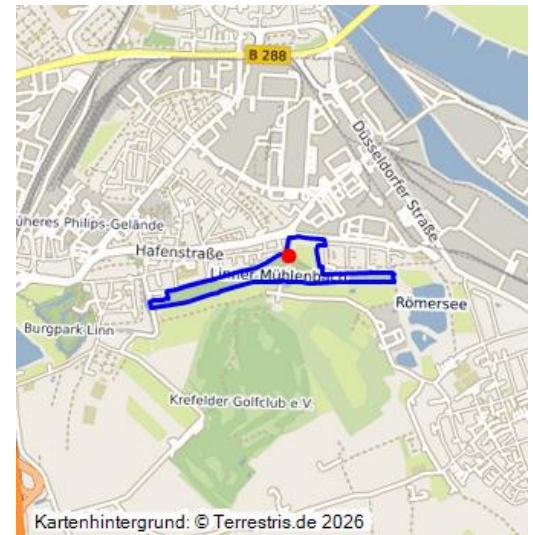 B 288
Düsseldorfer Straße
üheres Philips-Gelände
Hafenstraße
Linner Mühlenbach
Römersee
Burgpark Linn
Krefelder Golfclub e.V.
Kartenhintergrund: © Terrestris.de 2026